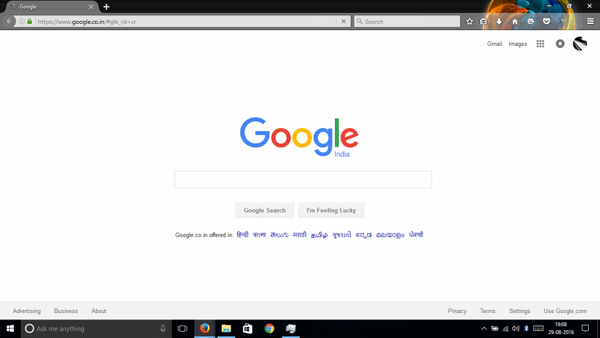 Google
https://www.google.co.in/#gfe_rd=cr
Search
Gmail Images
Google
India
Google Search I'm Feeling Lucky
Google.co.in offered in: हिन्दी বাংলা తెలుగు मराठी தமிழ் ગુજરાતી ಕನ್ನಡ മലയാളം ਪੰਜਾਬੀ
Advertising Business About Privacy Terms Settings Use Google.com
Ask me anything
19:08
29-08-2016